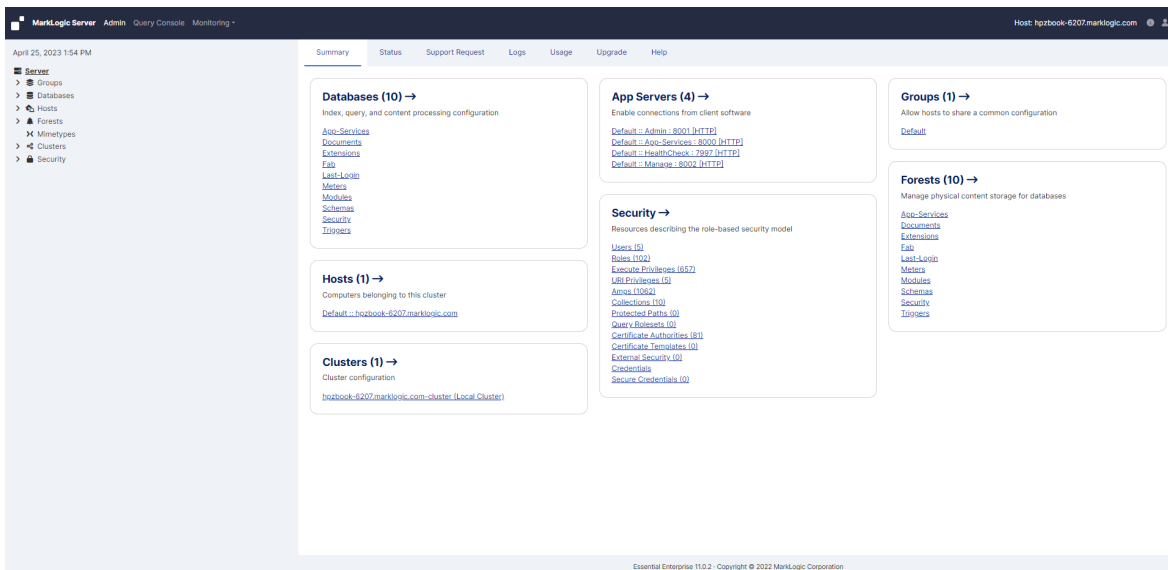 MarkLogic Server Admin Query Console Monitoring
Host: hpzbook-6207.marklogic.com
April 25, 2023 1:54 PM
Server
Groups
Databases
Hosts
Forests
Mimetypes
Clusters
Security
Summary Status Support Request Logs Usage Upgrade Help
Databases (10) →
Index, query, and content processing configuration
App-Services
Documents
Extensions
Fab
Last-Login
Meters
Modules
Schemas
Security
Triggers
Hosts (1) →
Computers belonging to this cluster
Default :: hpzbook-6207.marklogic.com
Clusters (1) →
Cluster configuration
hpzbook-6207.marklogic.com-cluster (Local Cluster)
App Servers (4) →
Enable connections from client software
Default :: Admin : 8001 [HTTP]
Default :: App-Services : 8000 [HTTP]
Default :: HealthCheck : 7997 [HTTP]
Default :: Manage : 8002 [HTTP]
Security →
Resources describing the role-based security model
Users (5)
Roles (102)
Execute Privileges (657)
URI Privileges (5)
Amps (1062)
Collections (10)
Protected Paths (0)
Query Rolesets (0)
Certificate Authorities (81)
Certificate Templates (0)
External Security (0)
Credentials
Secure Credentials (0)
Groups (1) →
Allow hosts to share a common configuration
Default
Forests (10) →
Manage physical content storage for databases
App-Services
Documents
Extensions
Fab
Last-Login
Meters
Modules
Schemas
Security
Triggers
Essential Enterprise 11.0.2 - Copyright © 2022 MarkLogic Corporation